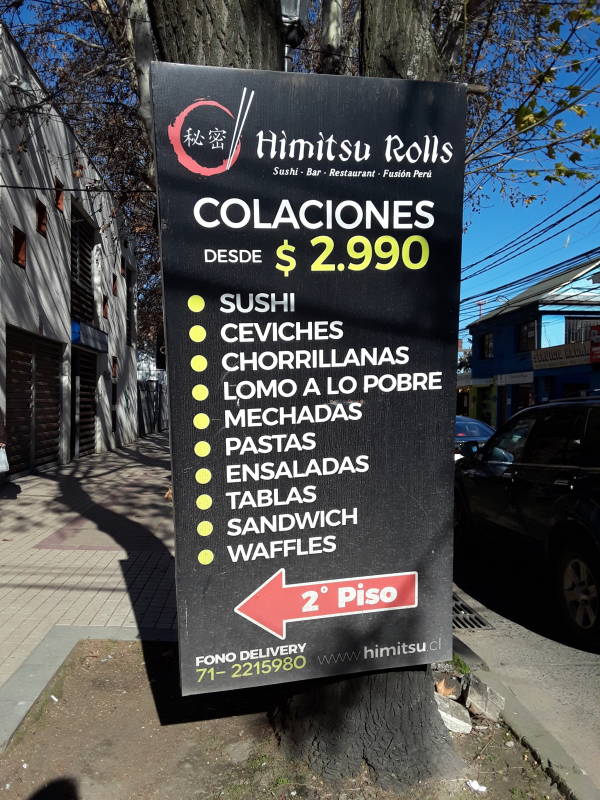 秘密
Himitsu Rolls
Sushi - Bar - Restaurant - Fusión Perú
COLACIONES
DESDE $ 2.990
SUSHI
CEVICHES
CHORRILLANAS
LOMO A LO POBRE
MECHADAS
PASTAS
ENSALADAS
TABLAS
SANDWICH
WAFFLES
2° Piso
FONO DELIVERY
71- 2215980
www.himitsu.cl